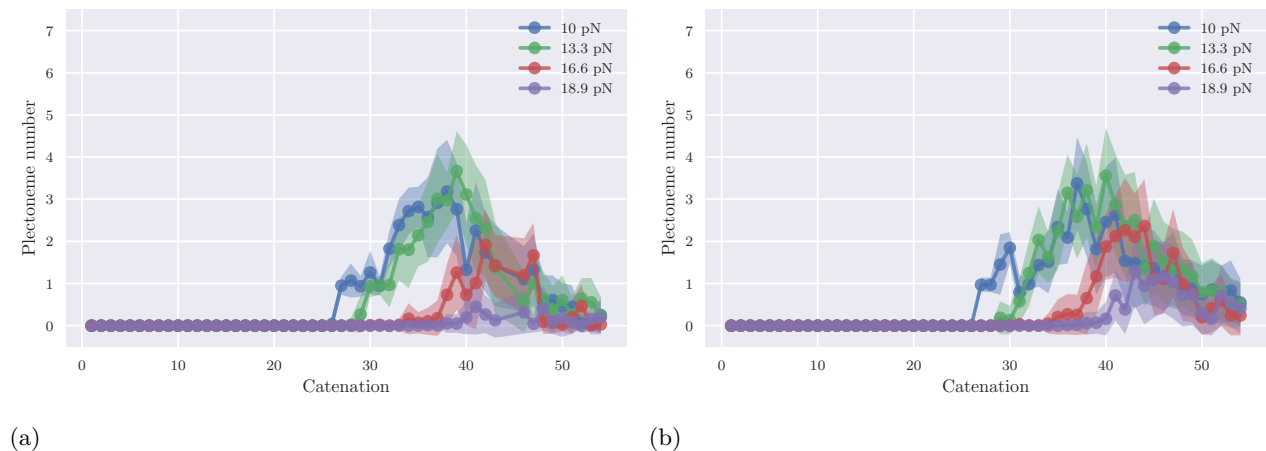 7
6
5
4
3
2
1
0
Plectoneme number
10 pN
13.3 pN
16.6 pN
18.9 pN
0 10 20 30 40 50
Catenation
(a)
7
6
5
4
3
2
1
0
Plectoneme number
10 pN
13.3 pN
16.6 pN
18.9 pN
0 10 20 30 40 50
Catenation
(b)